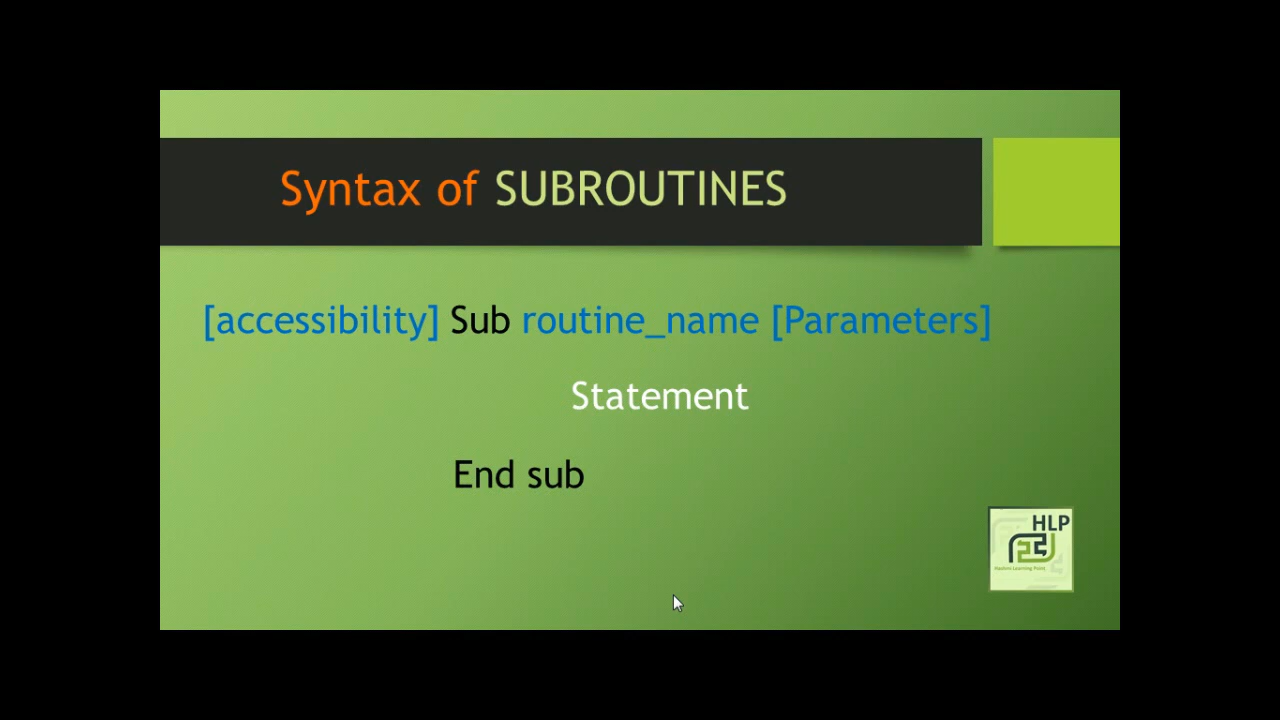 Syntax of SUBROUTINES
[accessibility] Sub routine_name [Parameters]
Statement
End sub
HLP